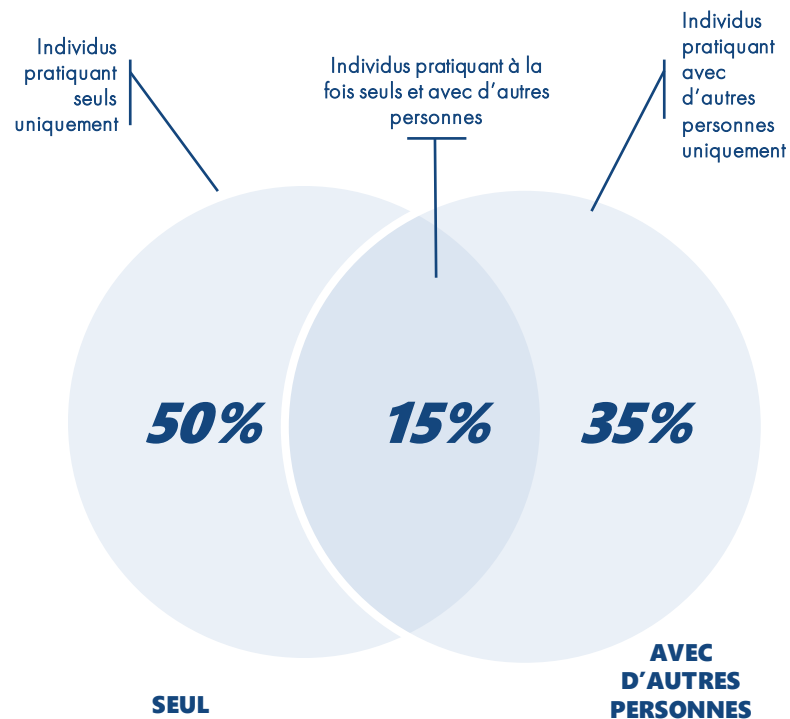 Individus
pratiquant
seuls
uniquement
Individus pratiquant à la
fois seuls et avec d’autres
personnes
Individus
pratiquant
avec
d’autres
personnes
uniquement
50%
15%
35%
SEUL
AVEC
D’AUTRES
PERSONNES